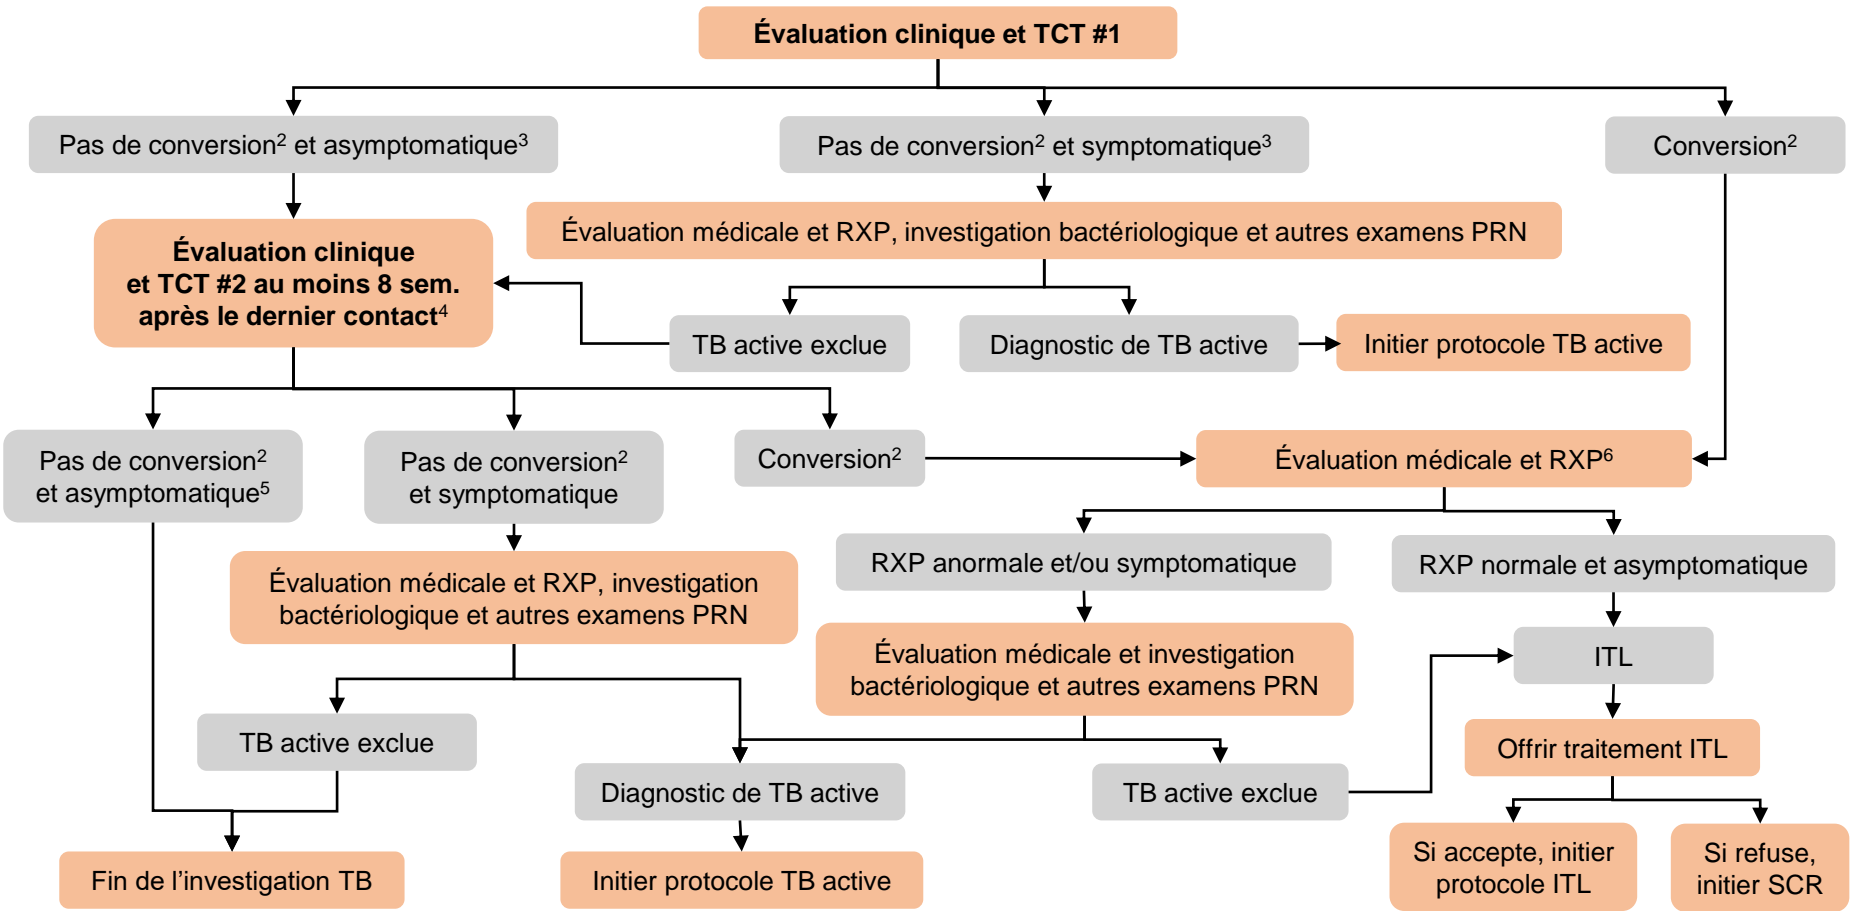 Évaluation clinique et TCT #1
Pas de conversion² et asymptomatique³
Pas de conversion² et symptomatique³
Conversion²
Évaluation clinique
et TCT #2 au moins 8 sem.
après le dernier contact⁴
Évaluation médicale et RXP, investigation bactériologique et autres examens PRN
TB active exclue
Diagnostic de TB active
Initier protocole TB active
Pas de conversion²
et asymptomatique⁵
Pas de conversion²
et symptomatique
Conversion²
Évaluation médicale et RXP⁶
RXP anormale et/ou symptomatique
RXP normale et asymptomatique
Évaluation médicale et RXP, investigation
bactériologique et autres examens PRN
Évaluation médicale et investigation
bactériologique et autres examens PRN
ITL
TB active exclue
Offrir traitement ITL
Diagnostic de TB active
TB active exclue
Fin de l’investigation TB
Initier protocole TB active
Si accepte, initier
protocole ITL
Si refuse,
initier SCR